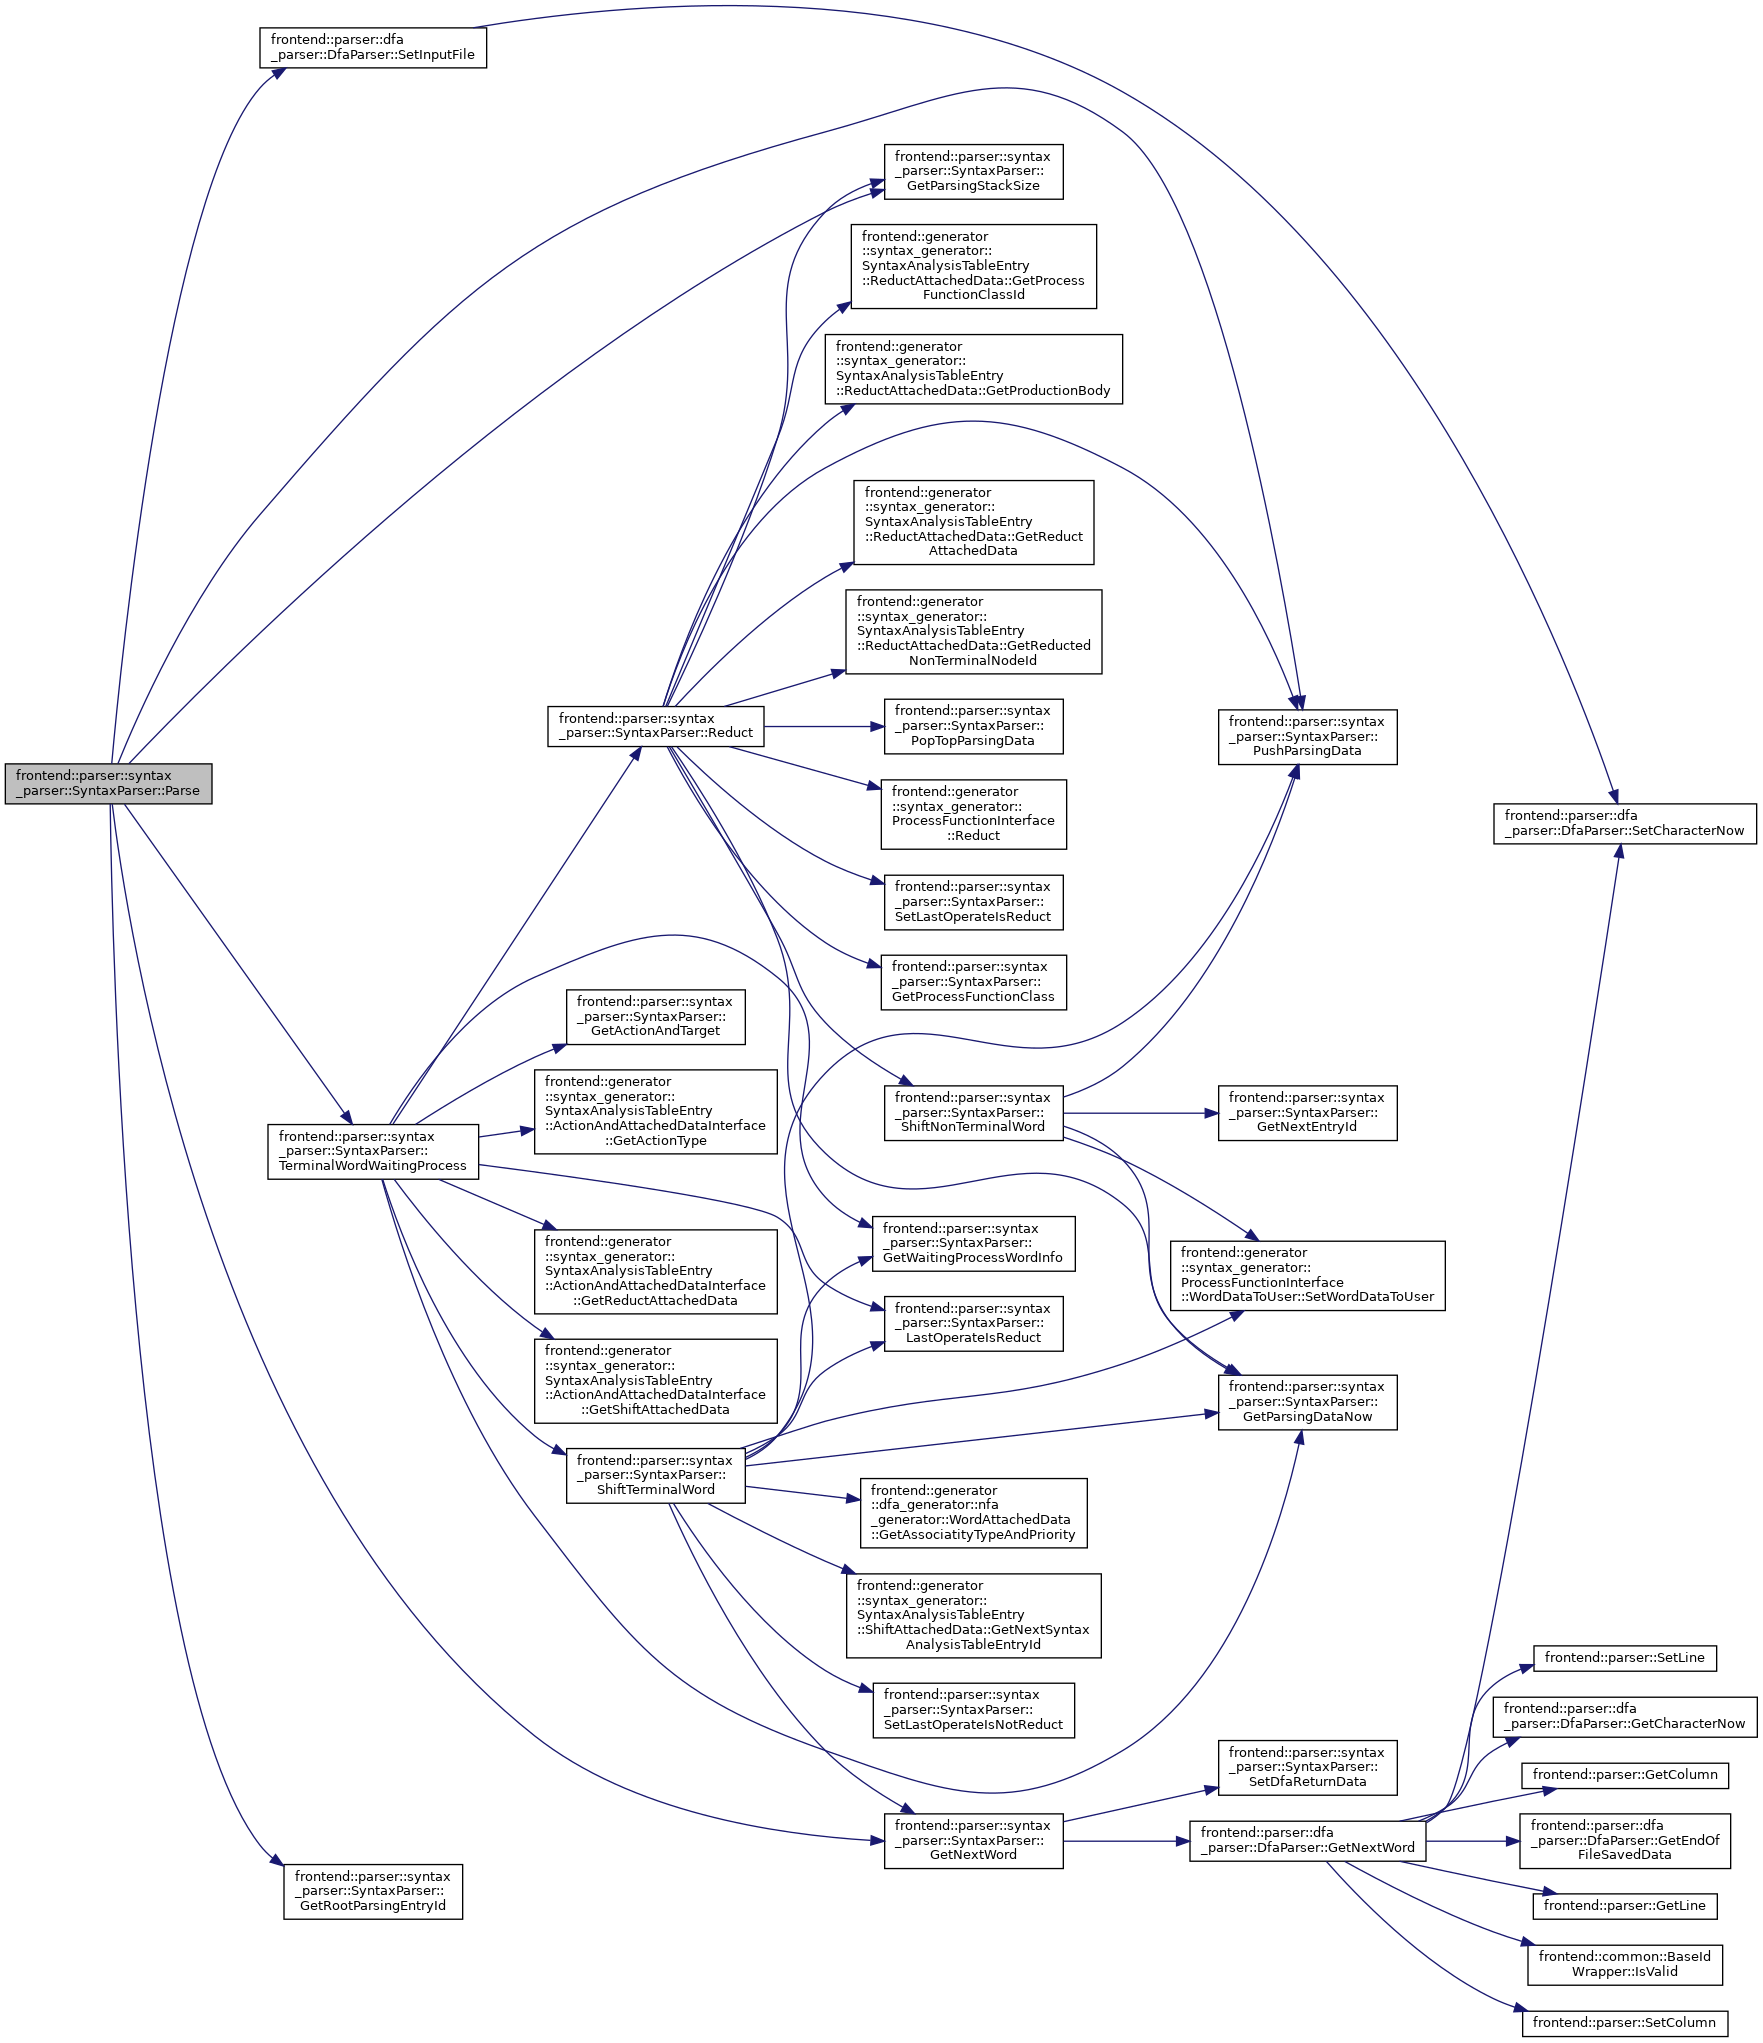 frontend::parser::dfa
_parser::DfaParser::SetInputFile
frontend::parser::syntax
_parser::SyntaxParser::
GetParsingStackSize
frontend::generator
::syntax_generator::
SyntaxAnalysisTableEntry
::ReductAttachedData::GetProcess
FunctionClassId
frontend::generator
::syntax_generator::
SyntaxAnalysisTableEntry
::ReductAttachedData::GetProductionBody
frontend::generator
::syntax_generator::
SyntaxAnalysisTableEntry
::ReductAttachedData::GetReduct
AttachedData
frontend::generator
::syntax_generator::
SyntaxAnalysisTableEntry
::ReductAttachedData::GetReducted
NonTerminalNodeId
frontend::parser::syntax
_parser::SyntaxParser::Reduct
frontend::parser::syntax
_parser::SyntaxParser::
PopTopParsingData
frontend::parser::syntax
_parser::SyntaxParser::
PushParsingData
frontend::parser::syntax
_parser::SyntaxParser::Parse
frontend::generator
::syntax_generator::
ProcessFunctionInterface
::Reduct
frontend::parser::dfa
_parser::DfaParser::SetCharacterNow
frontend::parser::syntax
_parser::SyntaxParser::
SetLastOperateIsReduct
frontend::parser::syntax
_parser::SyntaxParser::
GetProcessFunctionClass
frontend::parser::syntax
_parser::SyntaxParser::
GetActionAndTarget
frontend::generator
::syntax_generator::
SyntaxAnalysisTableEntry
::ActionAndAttachedDataInterface
::GetActionType
frontend::parser::syntax
_parser::SyntaxParser::
ShiftNonTerminalWord
frontend::parser::syntax
_parser::SyntaxParser::
GetNextEntryId
frontend::parser::syntax
_parser::SyntaxParser::
TerminalWordWaitingProcess
frontend::generator
::syntax_generator::
SyntaxAnalysisTableEntry
::ActionAndAttachedDataInterface
::GetReductAttachedData
frontend::parser::syntax
_parser::SyntaxParser::
GetWaitingProcessWordInfo
frontend::generator
::syntax_generator::
ProcessFunctionInterface
::WordDataToUser::SetWordDataToUser
frontend::parser::syntax
_parser::SyntaxParser::
LastOperateIsReduct
frontend::generator
::syntax_generator::
SyntaxAnalysisTableEntry
::ActionAndAttachedDataInterface
::GetShiftAttachedData
frontend::parser::syntax
_parser::SyntaxParser::
GetParsingDataNow
frontend::parser::syntax
_parser::SyntaxParser::
ShiftTerminalWord
frontend::generator
::dfa_generator::nfa
_generator::WordAttachedData
::GetAssociatityTypeAndPriority
frontend::generator
::syntax_generator::
SyntaxAnalysisTableEntry
::ShiftAttachedData::GetNextSyntax
AnalysisTableEntryId
frontend::parser::syntax
_parser::SyntaxParser::
SetLastOperateIsNotReduct
frontend::parser::SetLine
frontend::parser::dfa
_parser::DfaParser::GetCharacterNow
frontend::parser::syntax
_parser::SyntaxParser::
SetDfaReturnData
frontend::parser::GetColumn
frontend::parser::syntax
_parser::SyntaxParser::
GetNextWord
frontend::parser::dfa
_parser::DfaParser::GetNextWord
frontend::parser::dfa
_parser::DfaParser::GetEndOf
FileSavedData
frontend::parser::syntax
_parser::SyntaxParser::
GetRootParsingEntryId
frontend::parser::GetLine
frontend::common::BaseId
Wrapper::IsValid
frontend::parser::SetColumn